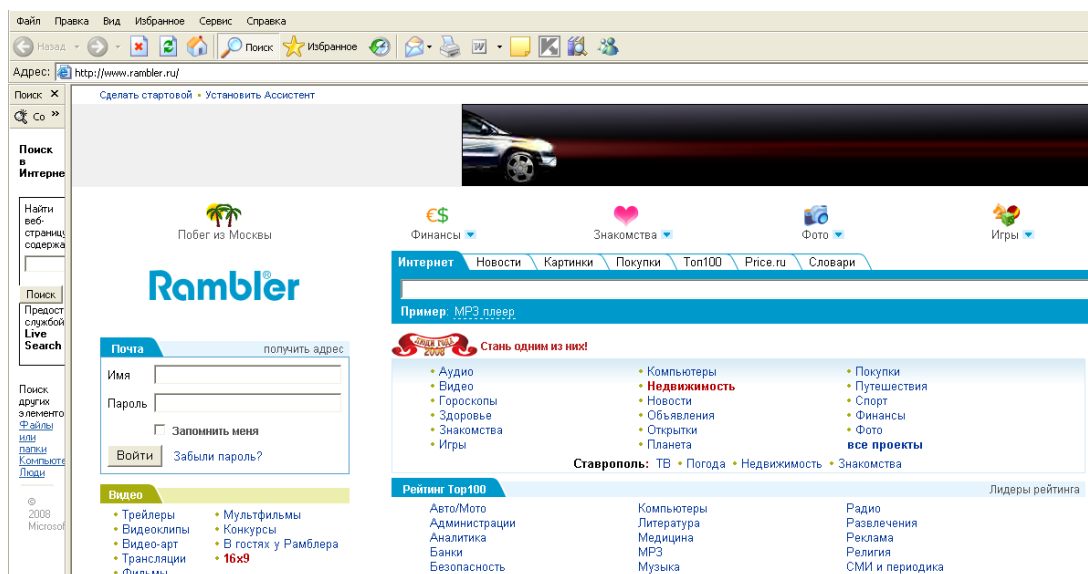 Файл Правка Вид Избранное Сервис Справка
Назад Поиск Избранное
Адрес: http://www.rambler.ru/
Поиск
Co
Поиск
в
Интерне
Найти
веб-
страницу
содержа
Поиск
Предост
службой
Live
Search
Поиск
других
элементо
Файлы
или
папки
Компьюте
Люди
©
2008
Microsof
Сделать стартовой • Установить Ассистент
Побег из Москвы
€$
Финансы
Знакомства
Фото
Игры
Rambler
Интернет Новости Картинки Покупки Топ100 Price.ru Словари
Пример: MP3 плеер
Почта получить адрес
Имя
Пароль
Запомнить меня
Войти Забыли пароль?
ЛЮДИ ГОДА
2008
Стань одним из них!
• Аудио • Компьютеры • Покупки
• Видео • Недвижимость • Путешествия
• Гороскопы • Новости • Спорт
• Здоровье • Объявления • Финансы
• Знакомства • Открытки • Фото
• Игры • Планета все проекты
Ставрополь: ТВ • Погода • Недвижимость • Знакомства
Видео
• Трейлеры • Мультфильмы
• Видеоклипы • Конкурсы
• Видео-арт • В гостях у Рамблера
• Трансляции • 16x9
• Фильмы
Рейтинг Top100 Лидеры рейтинга
Авто/Мото Компьютеры Радио
Администрации Литература Развлечения
Аналитика Медицина Реклама
Банки MP3 Религия
Безопасность Музыка СМИ и периодика